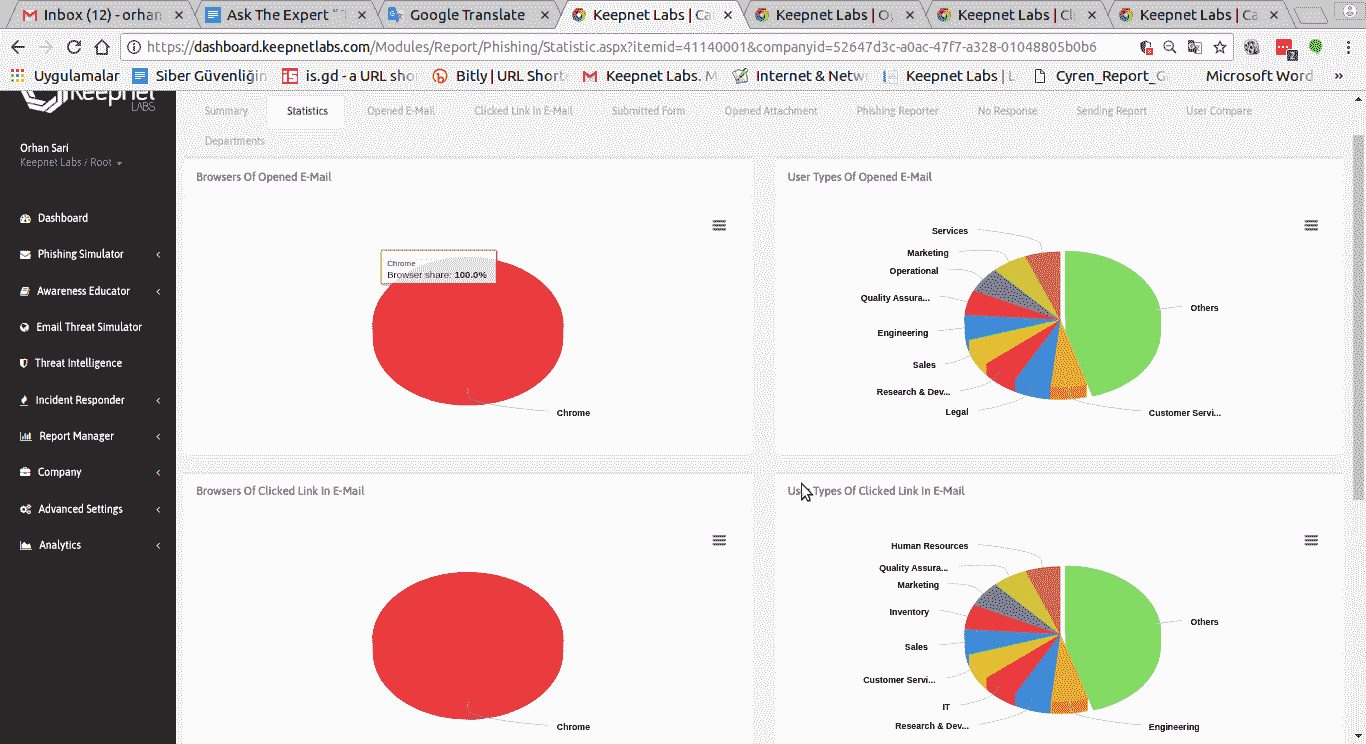 Inbox (12) - orhan
Ask The Expert “T
Google Translate
Keepnet Labs | Ca
Keepnet Labs | O
Keepnet Labs | Cl
Keepnet Labs | Ca
https://dashboard.keepnetlabs.com/Modules/Report/Phishing/Statistic.aspx?itemid=41140001&companyid=52647d3c-a0ac-47f7-a328-01048805b0b6
2
Uygulamalar
Siber Güvenliğin
is.gd - a URL sho
Bitly | URL Short
Keepnet Labs. M
Internet & Netw
Keepnet Labs | L
Cyren_Report_G
Microsoft Word
»
Keepnet
LABS
Orhan Sari
Keepnet Labs / Root
Dashboard
Phishing Simulator
Awareness Educator
Email Threat Simulator
Threat Intelligence
Incident Responder
Report Manager
Company
Advanced Settings
Analytics
Summary
Statistics
Opened E-Mail
Clicked Link In E-Mail
Submitted Form
Opened Attachment
Phishing Reporter
No Response
Sending Report
User Compare
Departments
Browsers Of Opened E-Mail
Chrome
Browser share: 100.0%
Chrome
User Types Of Opened E-Mail
Services
Marketing
Operational
Quality Assura...
Engineering
Sales
Research & Dev...
Legal
Others
Customer Servi...
Browsers Of Clicked Link In E-Mail
Chrome
User Types Of Clicked Link In E-Mail
Human Resources
Quality Assura...
Marketing
Inventory
Sales
Customer Servi...
IT
Research & Dev...
Others
Engineering